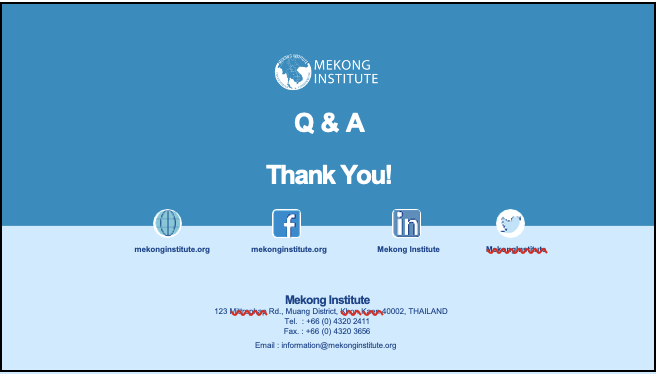 MEKONG
INSTITUTE
Q & A
Thank You!
mekonginstitute.org
mekonginstitute.org
Mekong Institute
MekongInstitute
Mekong Institute
123 Mittraphap Rd., Muang District, Khon Kaen 40002, THAILAND
Tel. : +66 (0) 4320 2411
Fax. : +66 (0) 4320 3656
Email : information@mekonginstitute.org